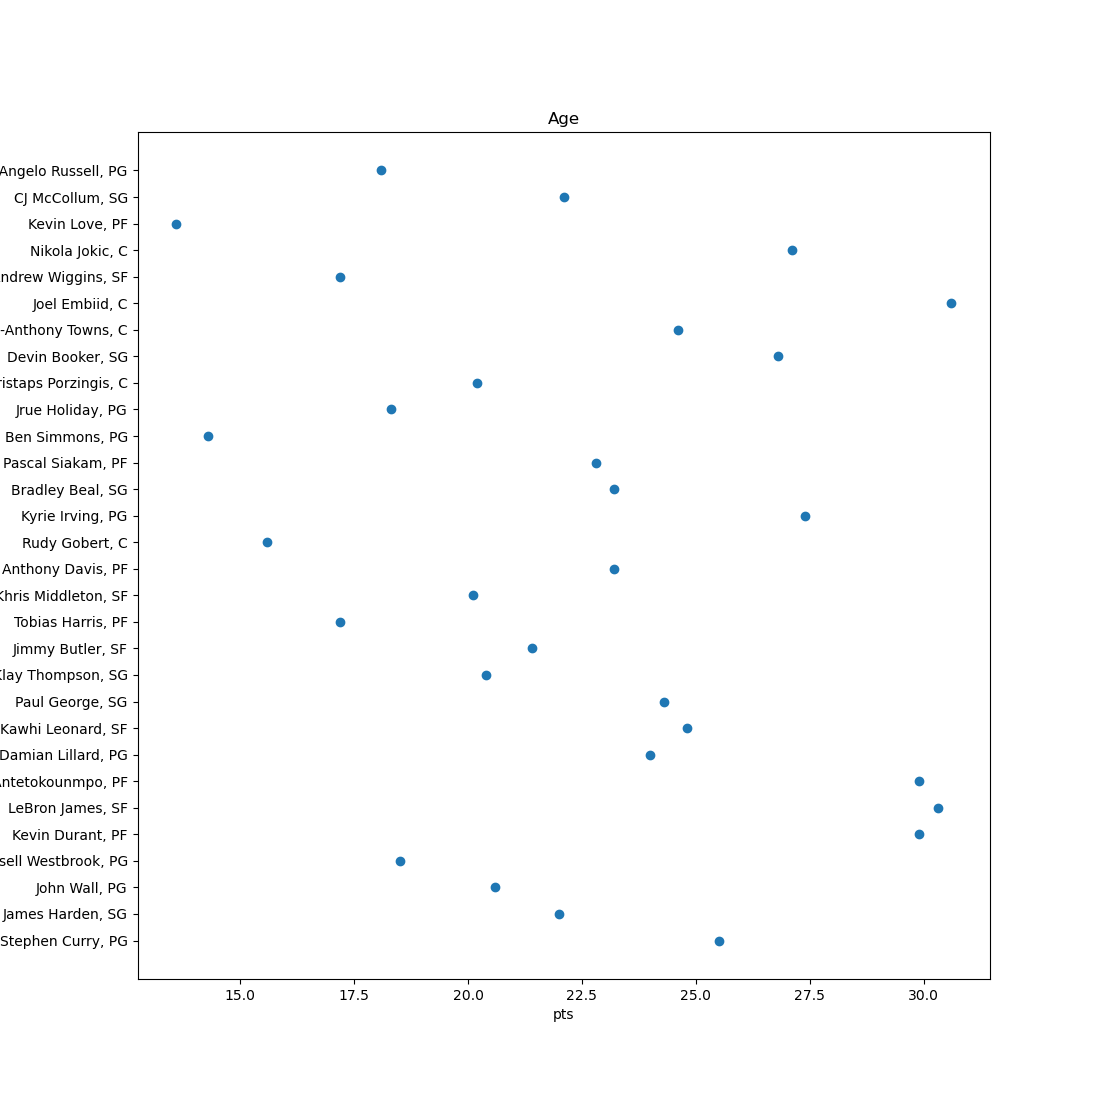 Age
Angelo Russell, PG
CJ McCollum, SG
Kevin Love, PF
Nikola Jokic, C
ndrew Wiggins, SF
Joel Embiid, C
-Anthony Towns, C
Devin Booker, SG
ristaps Porzingis, C
Jrue Holiday, PG
Ben Simmons, PG
Pascal Siakam, PF
Bradley Beal, SG
Kyrie Irving, PG
Rudy Gobert, C
Anthony Davis, PF
Khris Middleton, SF
Tobias Harris, PF
Jimmy Butler, SF
Klay Thompson, SG
Paul George, SG
Kawhi Leonard, SF
Damian Lillard, PG
Antetokounmpo, PF
LeBron James, SF
Kevin Durant, PF
sell Westbrook, PG
John Wall, PG
James Harden, SG
Stephen Curry, PG
15.0 17.5 20.0 22.5 25.0 27.5 30.0
pts